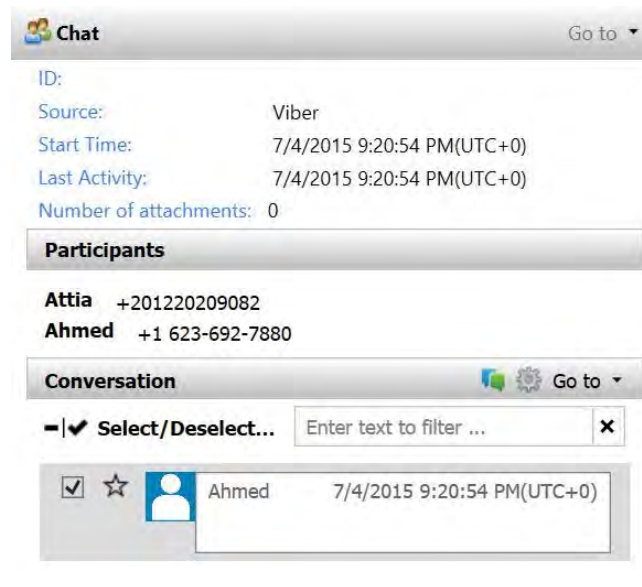 Chat Go to
ID:
Source: Viber
Start Time: 7/4/2015 9:20:54 PM(UTC+0)
Last Activity: 7/4/2015 9:20:54 PM(UTC+0)
Number of attachments: 0
Participants
Attia +201220209082
Ahmed +1 623-692-7880
Conversation Go to
Select/Deselect... Enter text to filter ...
Ahmed 7/4/2015 9:20:54 PM(UTC+0)